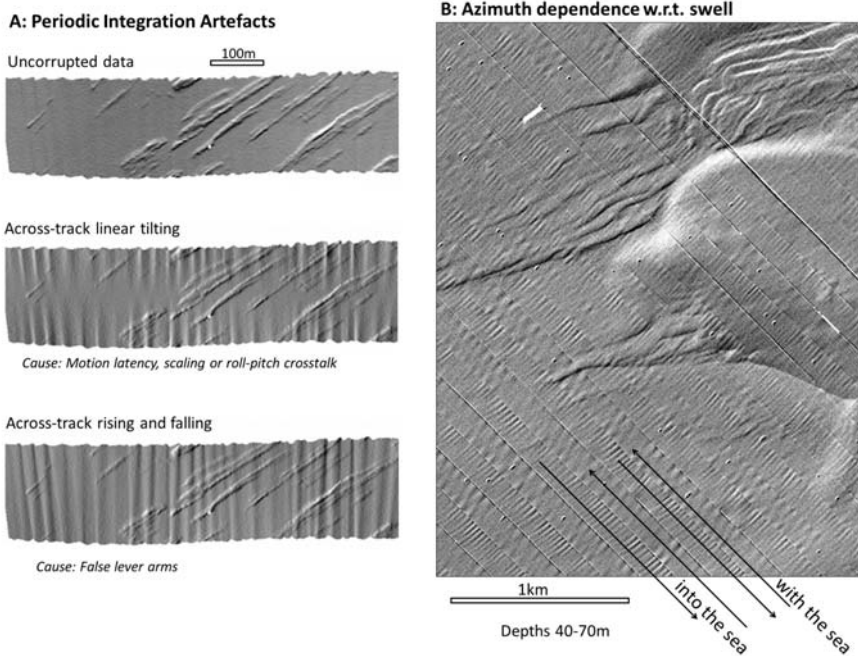 A: Periodic Integration Artefacts
Uncorrupted data
100m
Across-track linear tilting
Cause: Motion latency, scaling or roll-pitch crosstalk
Across-track rising and falling
Cause: False lever arms
B: Azimuth dependence w.r.t. swell
into the sea
with the sea
1km
Depths 40-70m